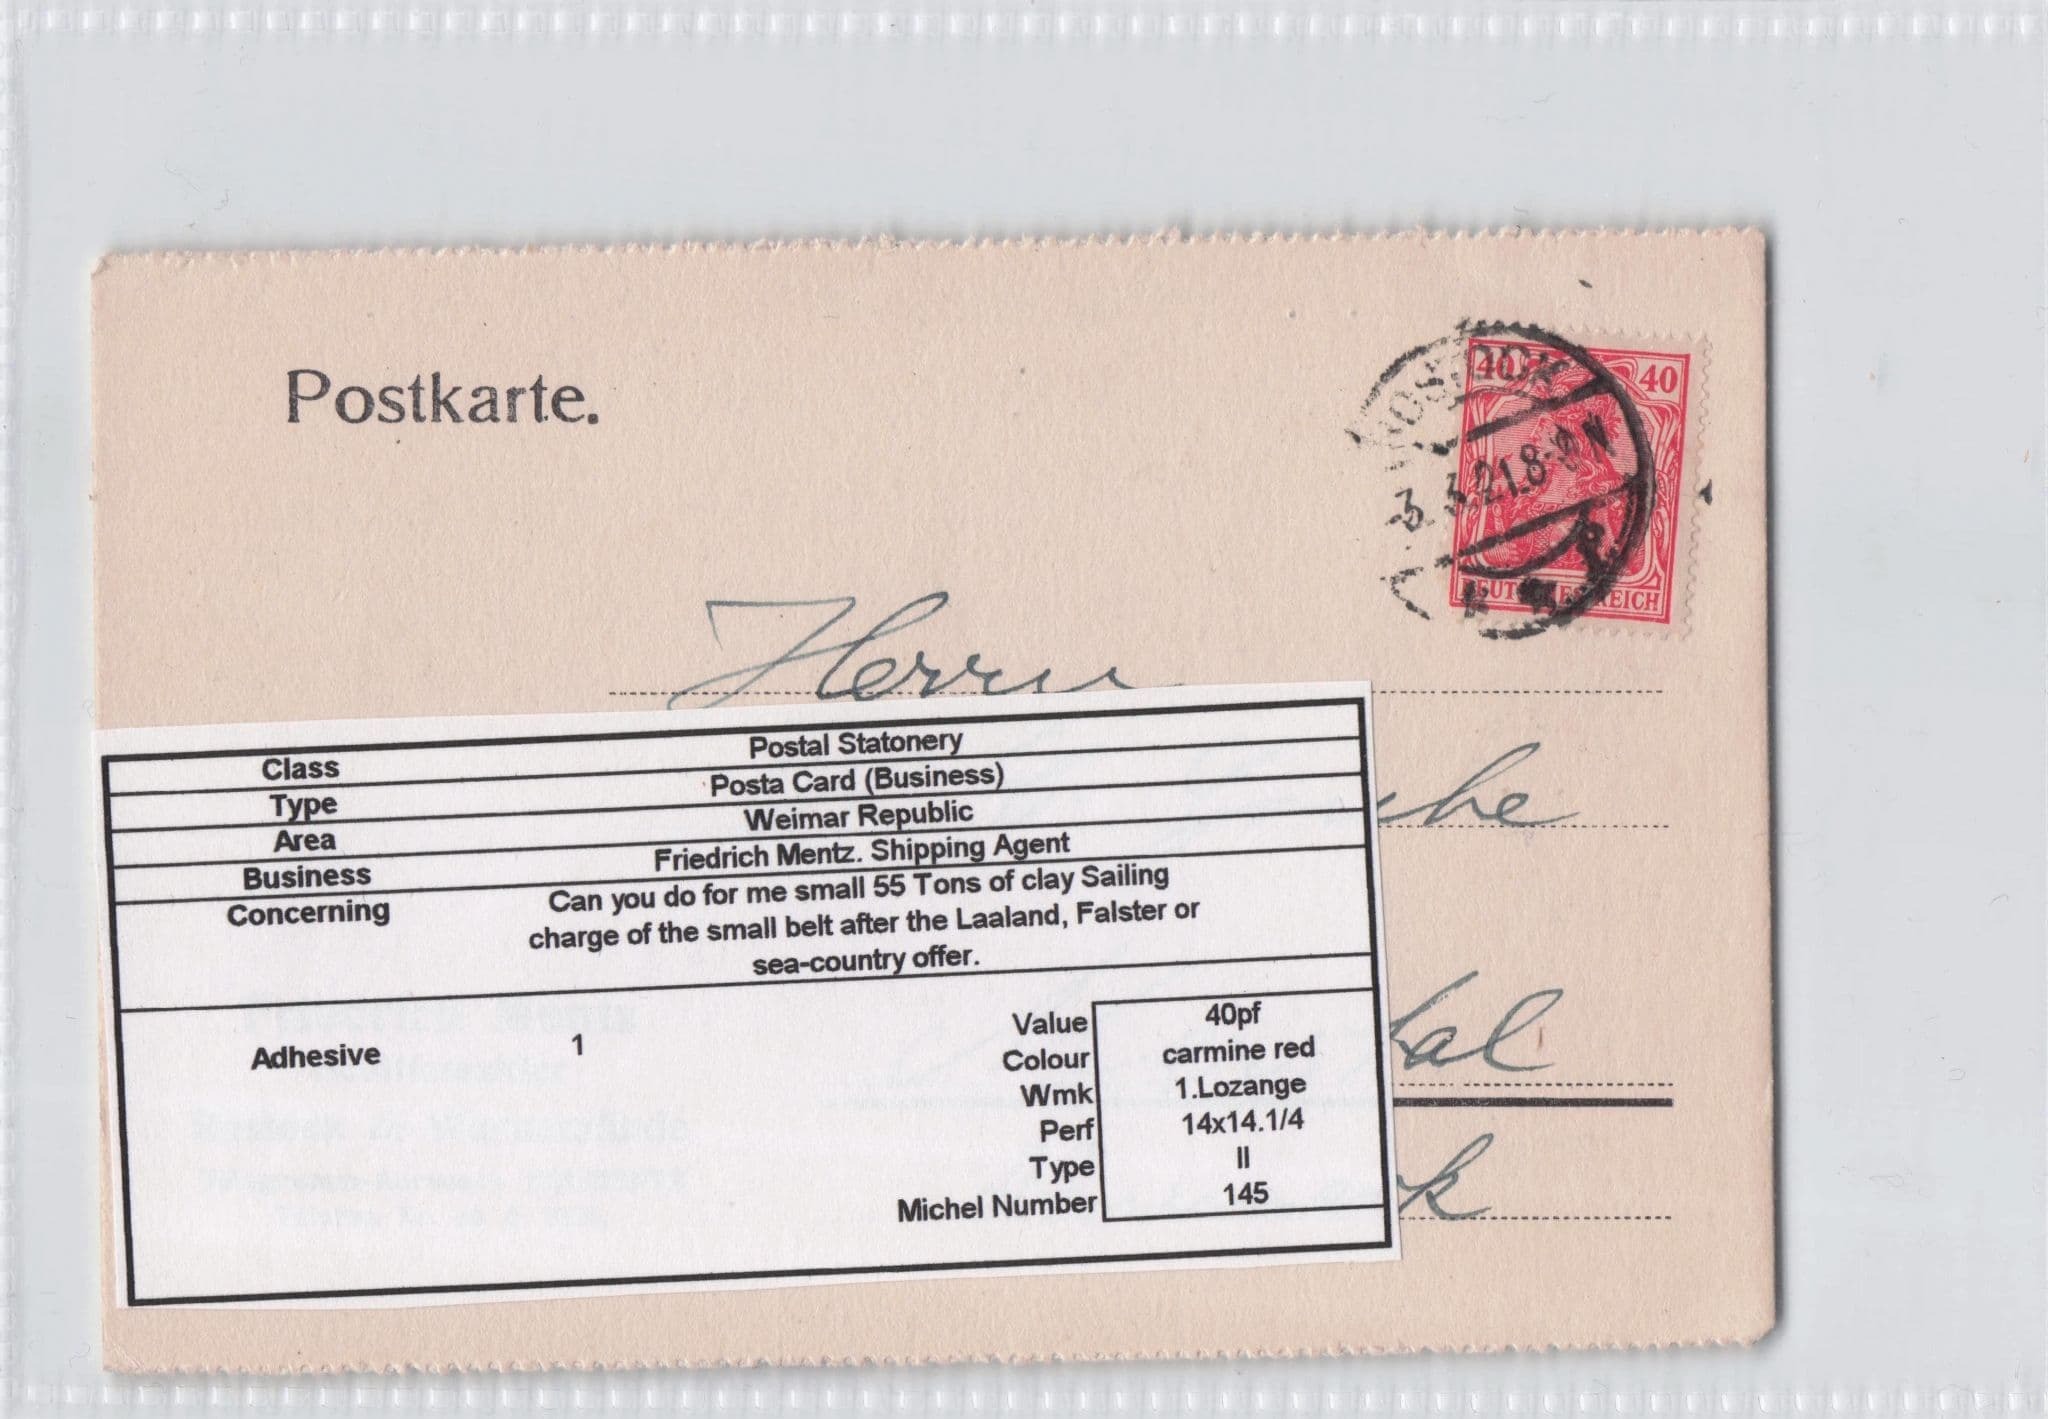 Postkarte.
40 40
ROSTOCK
3.3.21.8-9 N
DEUTSCHES REICH
Herrn
Class Postal Statonery
Type Posta Card (Business)
Area Weimar Republic
Business Friedrich Mentz. Shipping Agent
Concerning Can you do for me small 55 Tons of clay Sailing
charge of the small belt after the Laaland, Falster or
sea-country offer.
Adhesive 1
Value 40pf
Colour carmine red
Wmk 1.Lozange
Perf 14x14.1/4
Type II
Michel Number 145